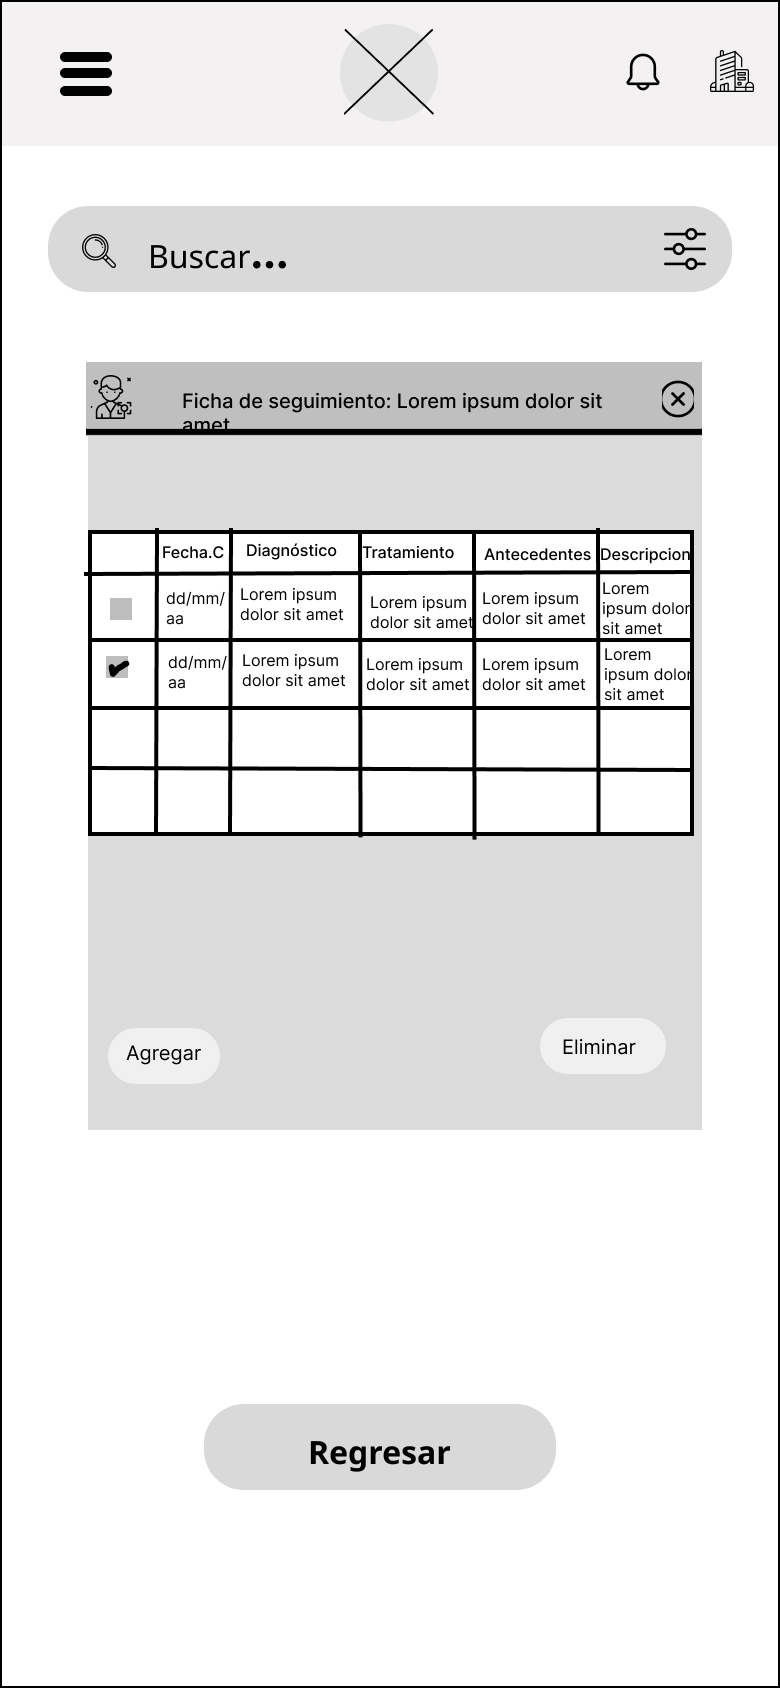 Buscar...
Ficha de seguimiento: Lorem ipsum dolor sit
amet
Fecha.C Diagnóstico Tratamiento Antecedentes Descripcion
dd/mm/
aa
Lorem ipsum
dolor sit amet
Lorem ipsum
dolor sit amet
Lorem ipsum
dolor sit amet
Lorem
ipsum dolor
sit amet
dd/mm/
aa
Lorem ipsum
dolor sit amet
Lorem ipsum
dolor sit amet
Lorem ipsum
dolor sit amet
Lorem
ipsum dolor
sit amet
Agregar
Eliminar
Regresar